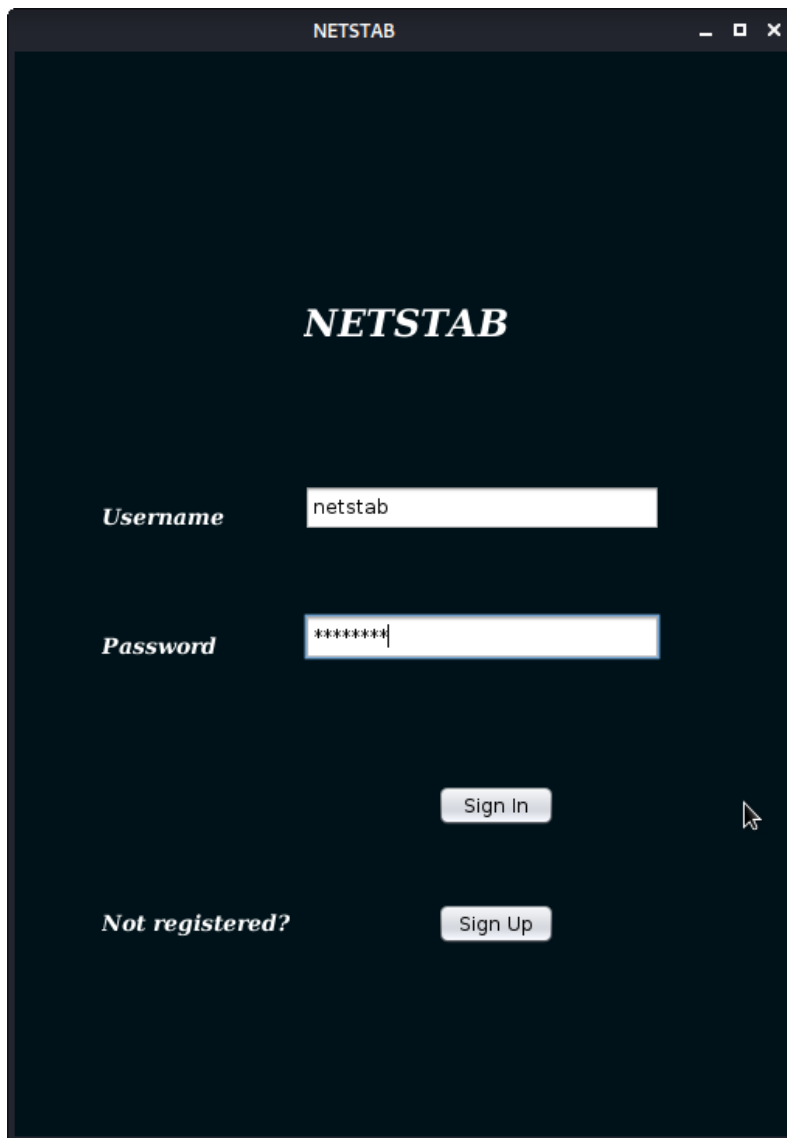 NETSTAB
NETSTAB
Username
netstab
Password
********
Sign In
Not registered?
Sign Up